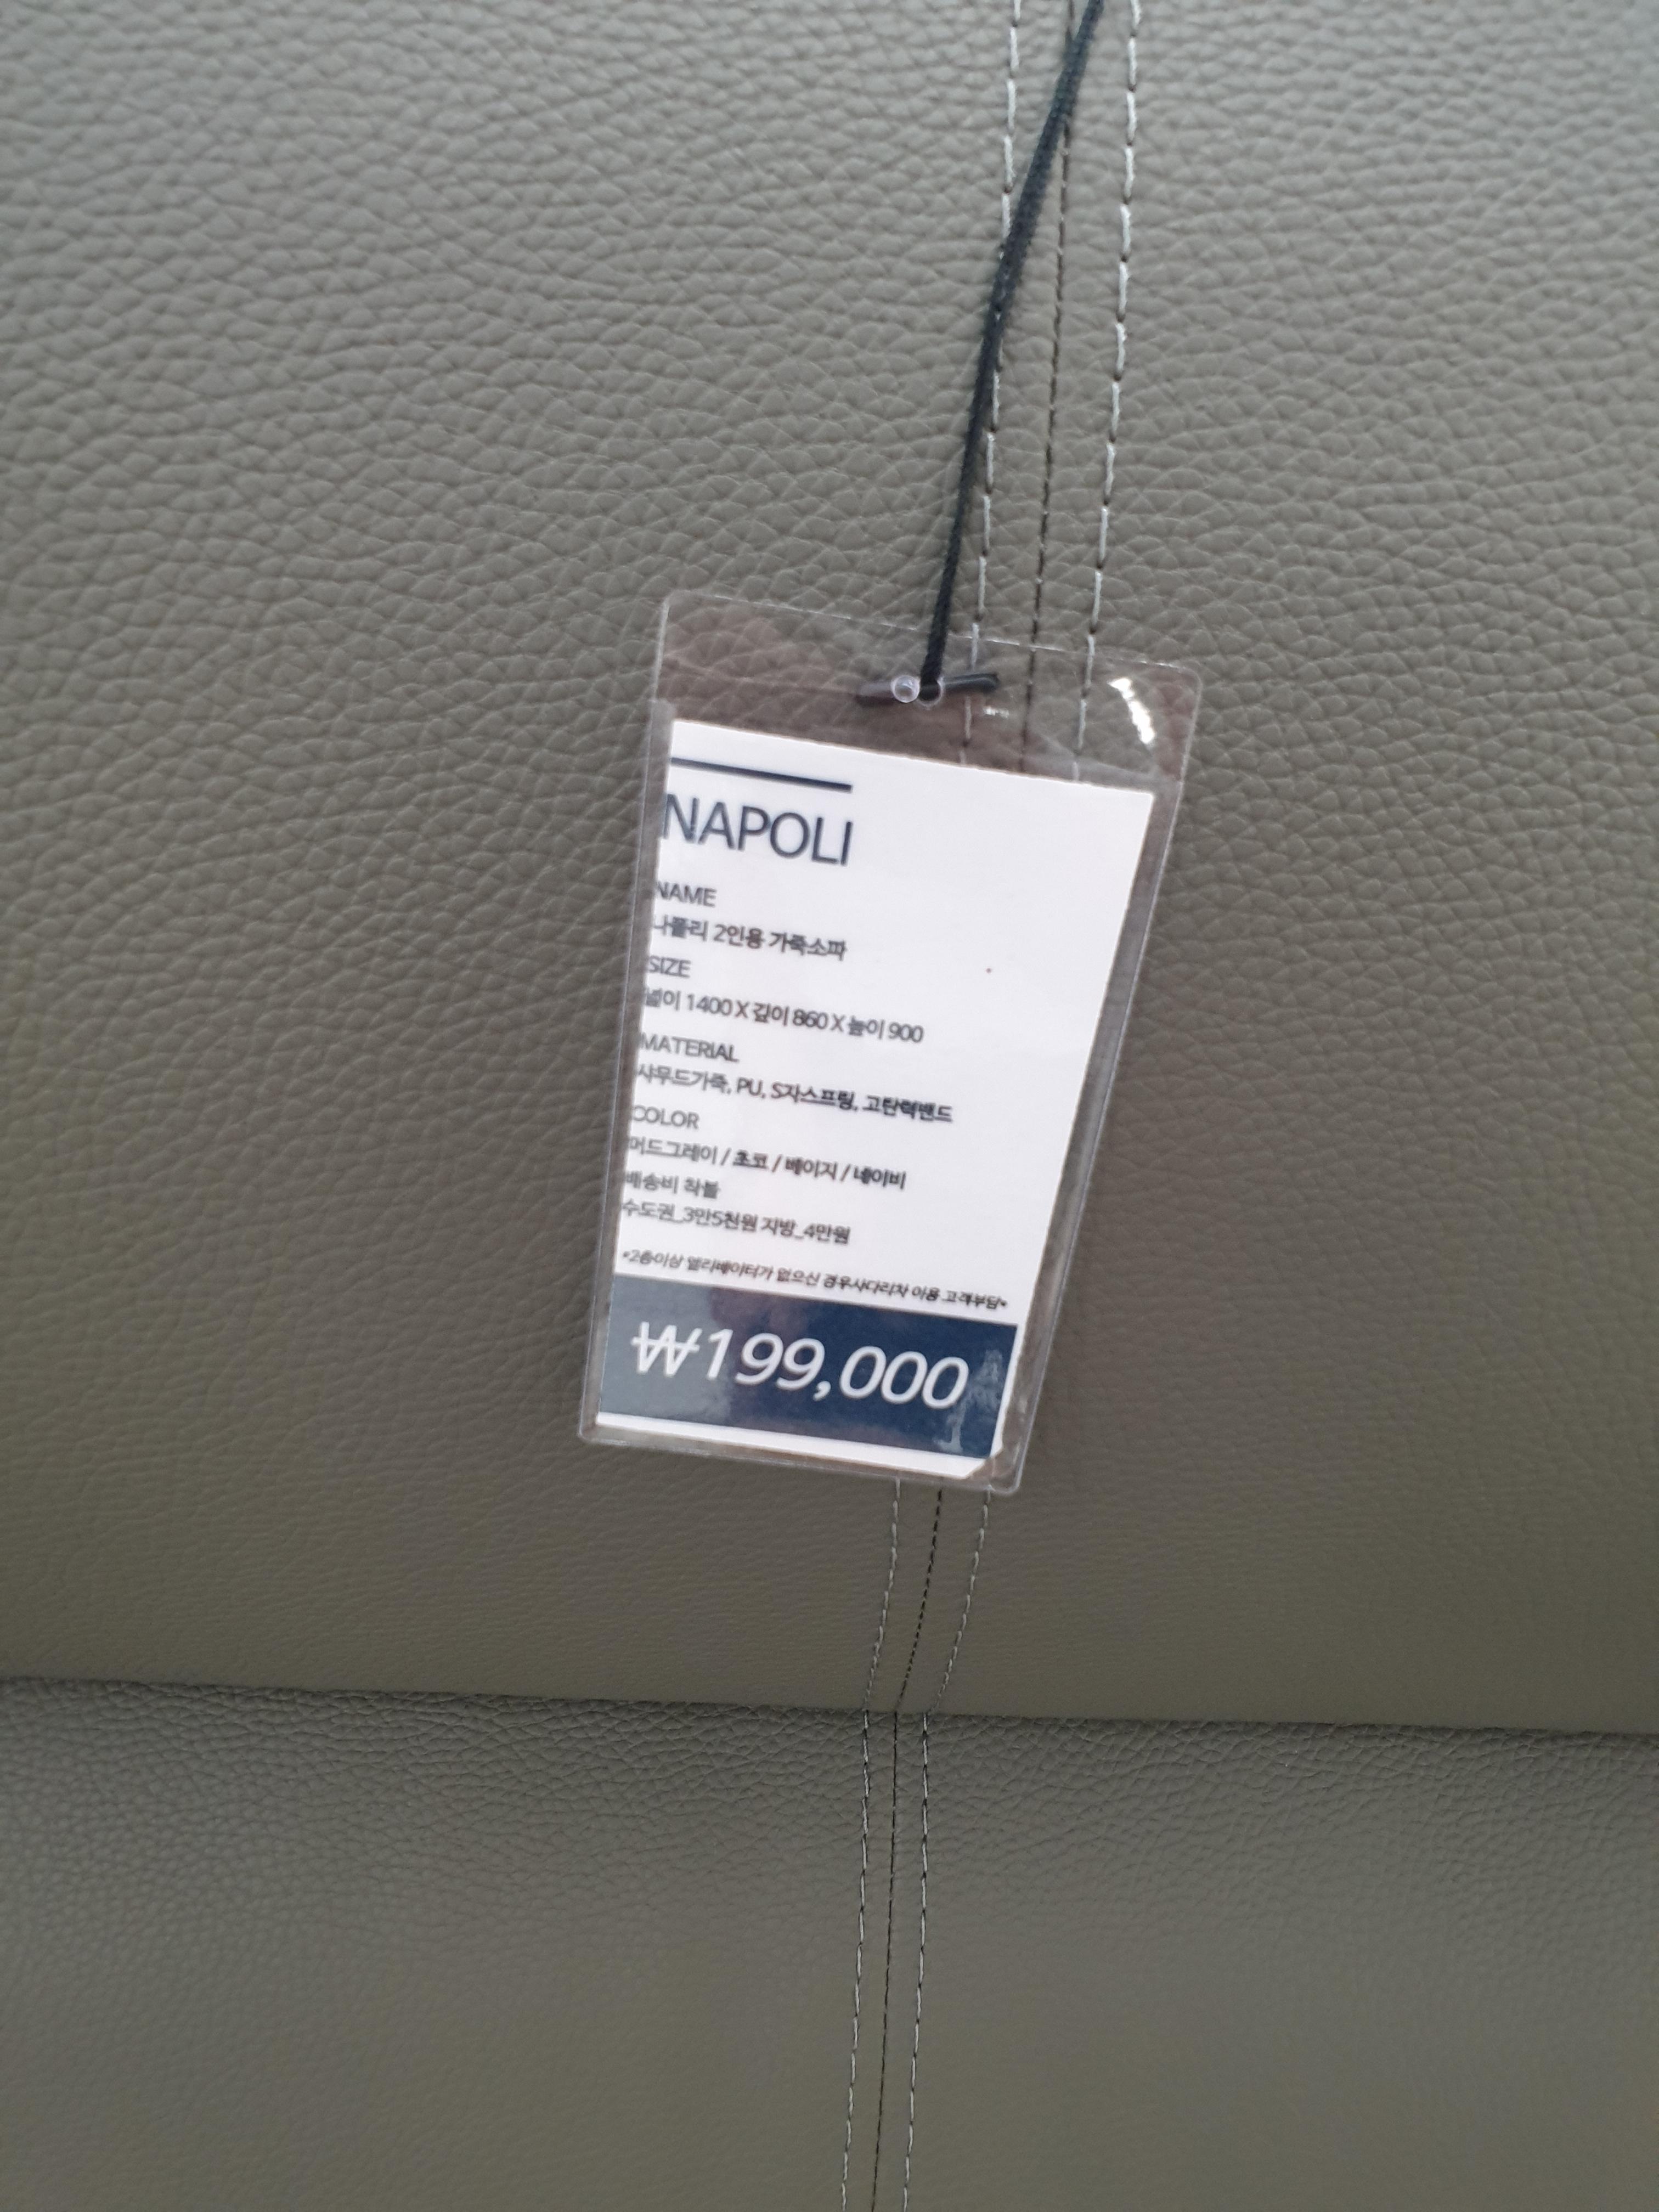 NAPOLI
NAME
나폴리 2인용 가죽소파
SIZE
넓이 1400 X 깊이 860 X 높이 900
MATERIAL
샤무드가죽, PU, S자스프링, 고탄력밴드
COLOR
머드그레이 / 초코 / 베이지 / 네이비
배송비 착불
수도권_3만5천원 지방_4만원
*2층이상 엘리베이터가 없으신 경우사다리차 이용 고객부담*
₩199,000